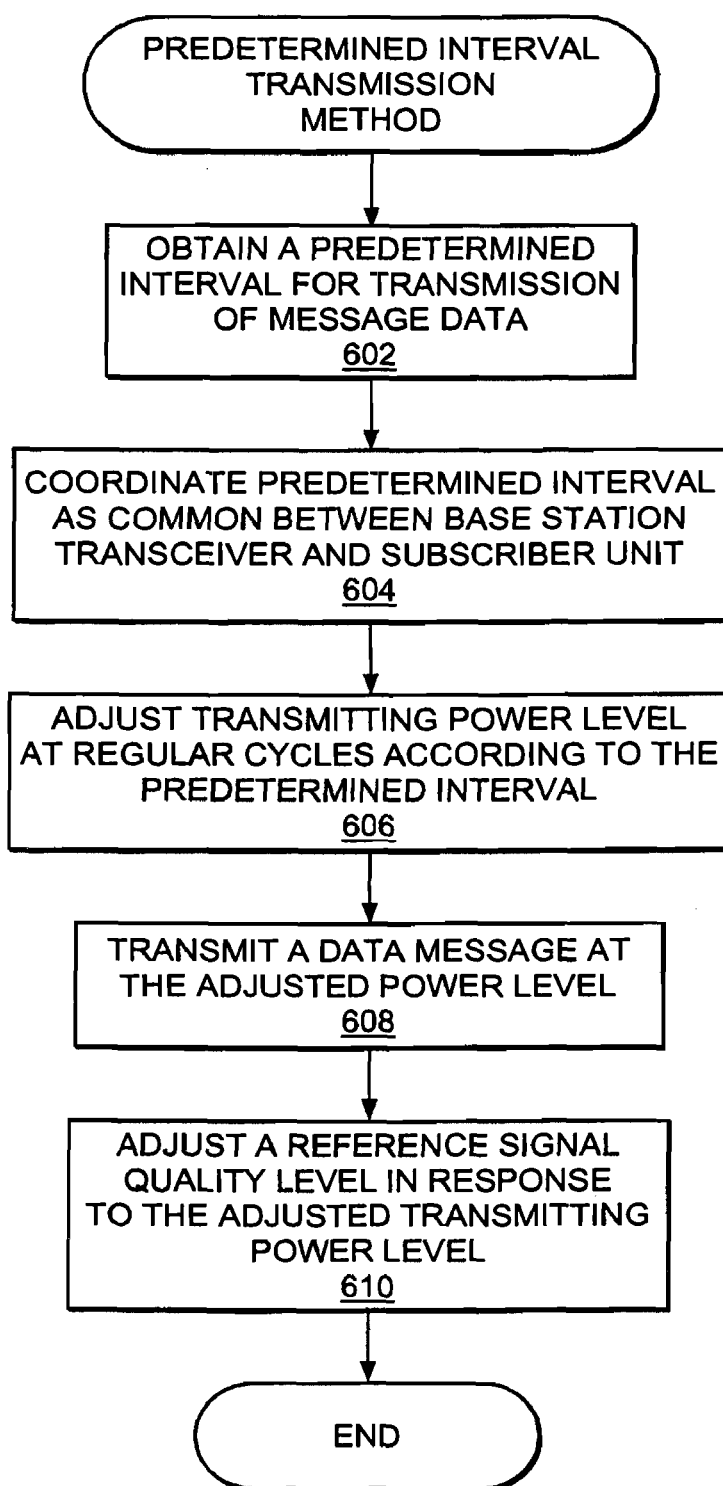 PREDETERMINED INTERVAL
TRANSMISSION
METHOD
OBTAIN A PREDETERMINED
INTERVAL FOR TRANSMISSION
OF MESSAGE DATA
602
COORDINATE PREDETERMINED INTERVAL
AS COMMON BETWEEN BASE STATION
TRANSCEIVER AND SUBSCRIBER UNIT
604
ADJUST TRANSMITTING POWER LEVEL
AT REGULAR CYCLES ACCORDING TO THE
PREDETERMINED INTERVAL
606
TRANSMIT A DATA MESSAGE AT
THE ADJUSTED POWER LEVEL
608
ADJUST A REFERENCE SIGNAL
QUALITY LEVEL IN RESPONSE
TO THE ADJUSTED TRANSMITTING
POWER LEVEL
610
END